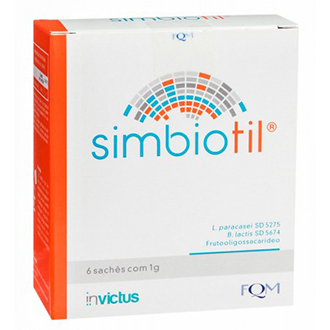 FQM
simbiotil®
L. paracasei SD 5275
B. lactis SD 5674
Frutooligossacarídeo
6 sachês com 1g
invictus
FQM